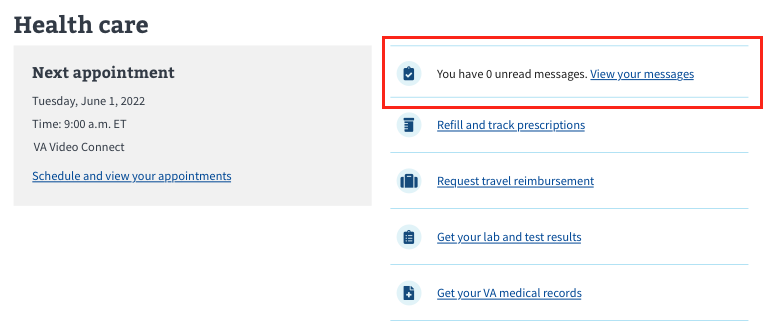 Health care
Next appointment
Tuesday, June 1, 2022
Time: 9:00 a.m. ET
VA Video Connect
Schedule and view your appointments
You have 0 unread messages. View your messages
Refill and track prescriptions
Request travel reimbursement
Get your lab and test results
Get your VA medical records